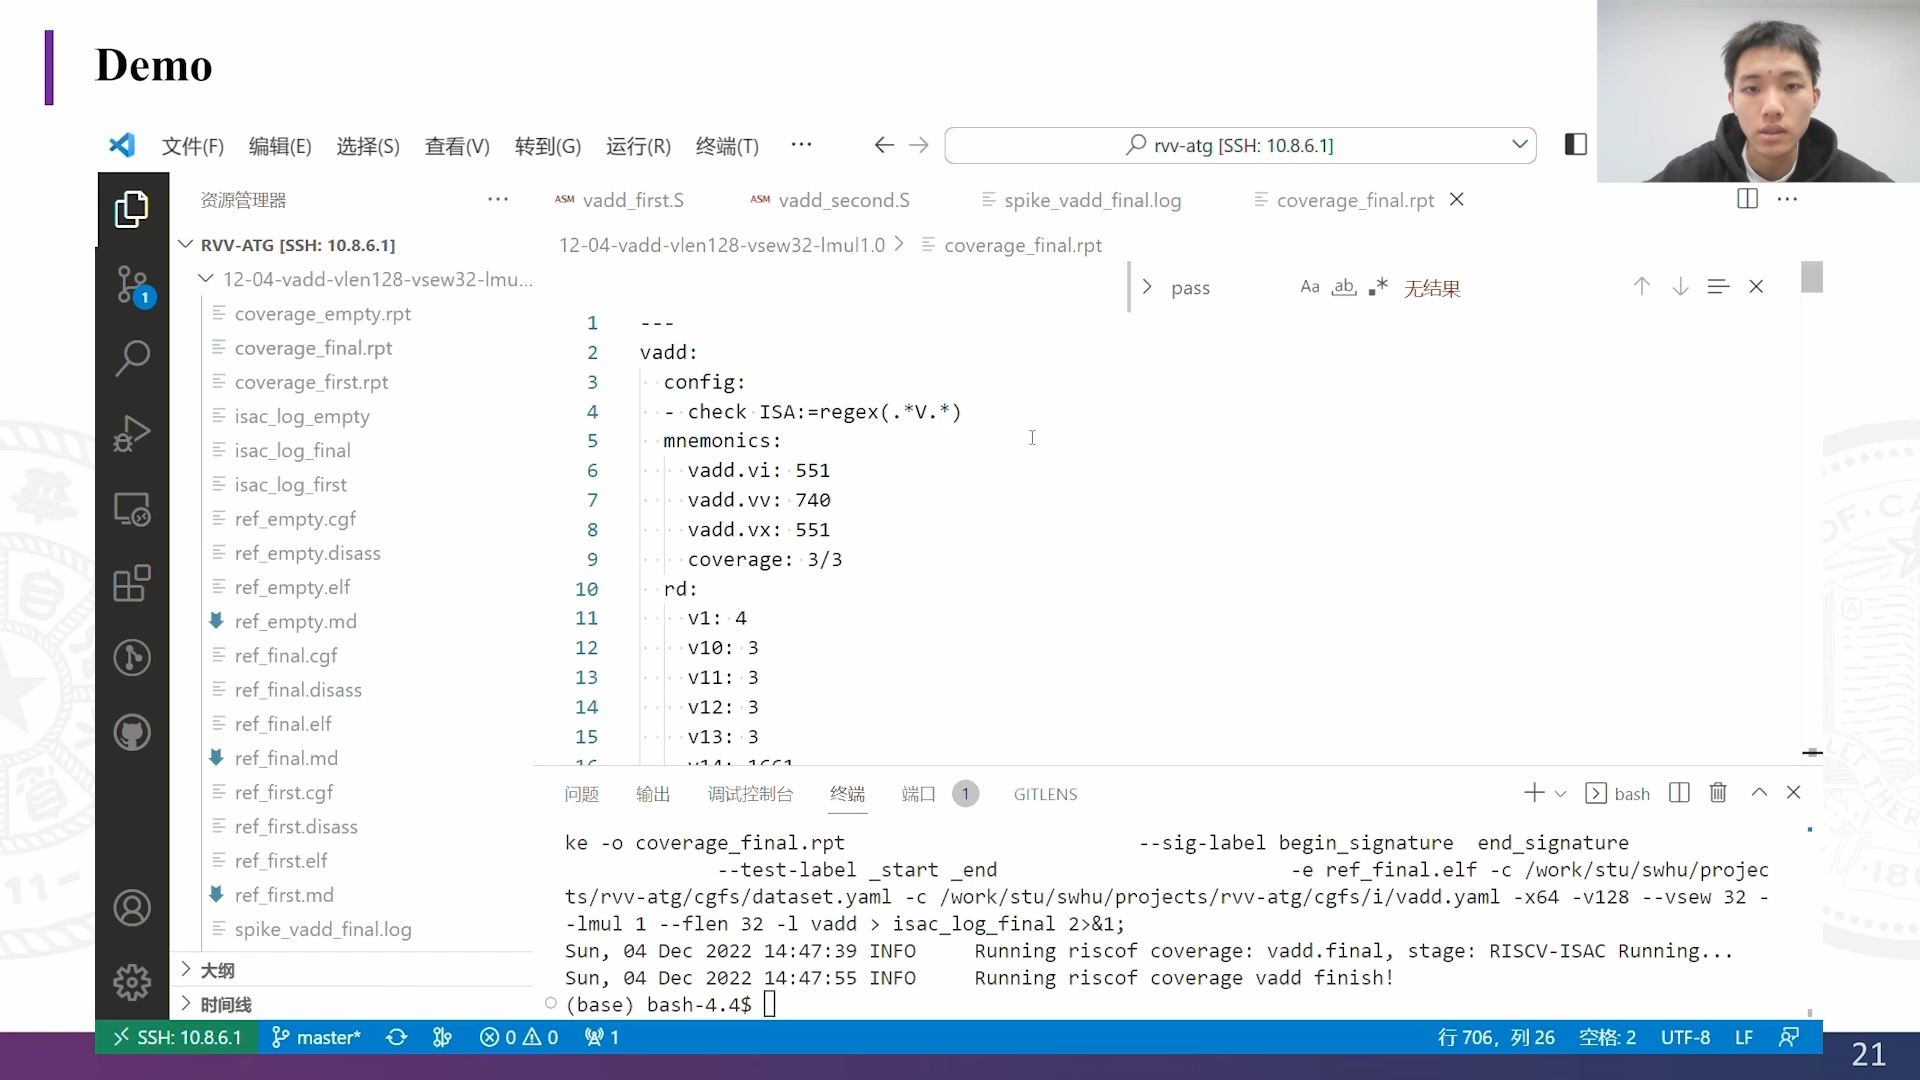 Demo
文件(F) 编辑(E) 选择(S) 查看(V) 转到(G) 运行(R) 终端(T) ··· rvv-atg [SSH: 10.8.6.1]
资源管理器 ···
ASM vadd_first.S ASM vadd_second.S spike_vadd_final.log coverage_final.rpt ···
RVV-ATG [SSH: 10.8.6.1]
12-04-vadd-vlen128-vsew32-lmu...
coverage_empty.rpt
coverage_final.rpt
coverage_first.rpt
isac_log_empty
isac_log_final
isac_log_first
ref_empty.cgf
ref_empty.disass
ref_empty.elf
ref_empty.md
ref_final.cgf
ref_final.disass
ref_final.elf
ref_final.md
ref_first.cgf
ref_first.disass
ref_first.elf
ref_first.md
spike_vadd_final.log
大纲
时间线
1
12-04-vadd-vlen128-vsew32-lmul1.0 > coverage_final.rpt
pass Aa ab .* 无结果
1 ---
2 vadd:
3 config:
4 - check ISA:=regex(.*V.*)
5 mnemonics:
6 vadd.vi: 551
7 vadd.vv: 740
8 vadd.vx: 551
9 coverage: 3/3
10 rd:
11 v1: 4
12 v10: 3
13 v11: 3
14 v12: 3
15 v13: 3
16 v14: 1661
问题 输出 调试控制台 终端 端口 1 GITLENS bash
ke -o coverage_final.rpt --sig-label begin_signature end_signature
--test-label _start _end -e ref_final.elf -c /work/stu/swhu/projec
ts/rvv-atg/cgfs/dataset.yaml -c /work/stu/swhu/projects/rvv-atg/cgfs/i/vadd.yaml -x64 -v128 --vsew 32 -
-lmul 1 --flen 32 -l vadd > isac_log_final 2>&1;
Sun, 04 Dec 2022 14:47:39 INFO Running riscof coverage: vadd.final, stage: RISCV-ISAC Running...
Sun, 04 Dec 2022 14:47:55 INFO Running riscof coverage vadd finish!
(base) bash-4.4$
SSH: 10.8.6.1 master* 0 0 1 行 706, 列 26 空格: 2 UTF-8 LF
21